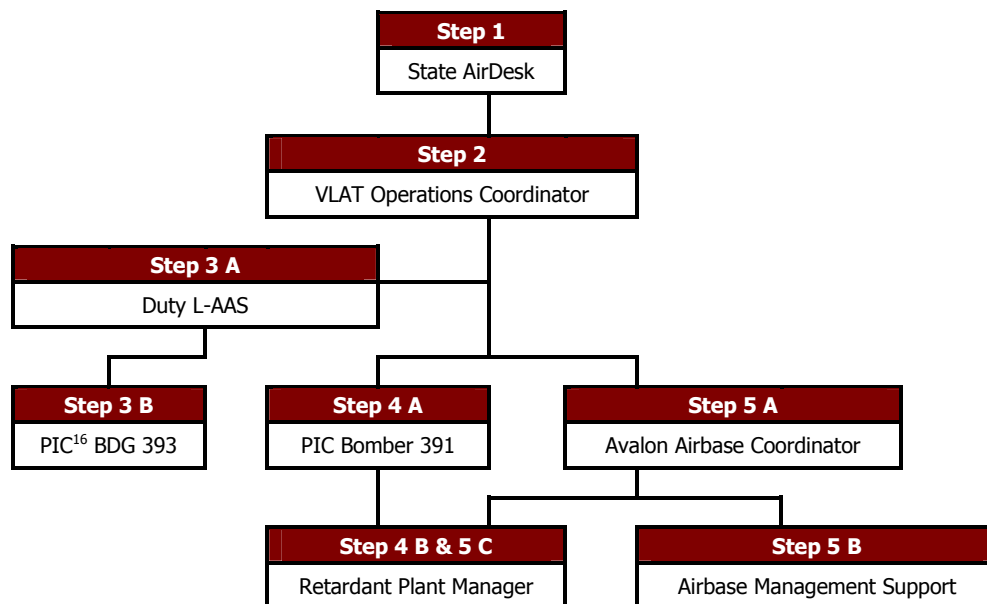 Step 1
State AirDesk
Step 2
VLAT Operations Coordinator
Step 3 A
Duty L-AAS
Step 3 B
PIC16 BDG 393
Step 4 A
PIC Bomber 391
Step 5 A
Avalon Airbase Coordinator
Step 4 B & 5 C
Retardant Plant Manager
Step 5 B
Airbase Management Support